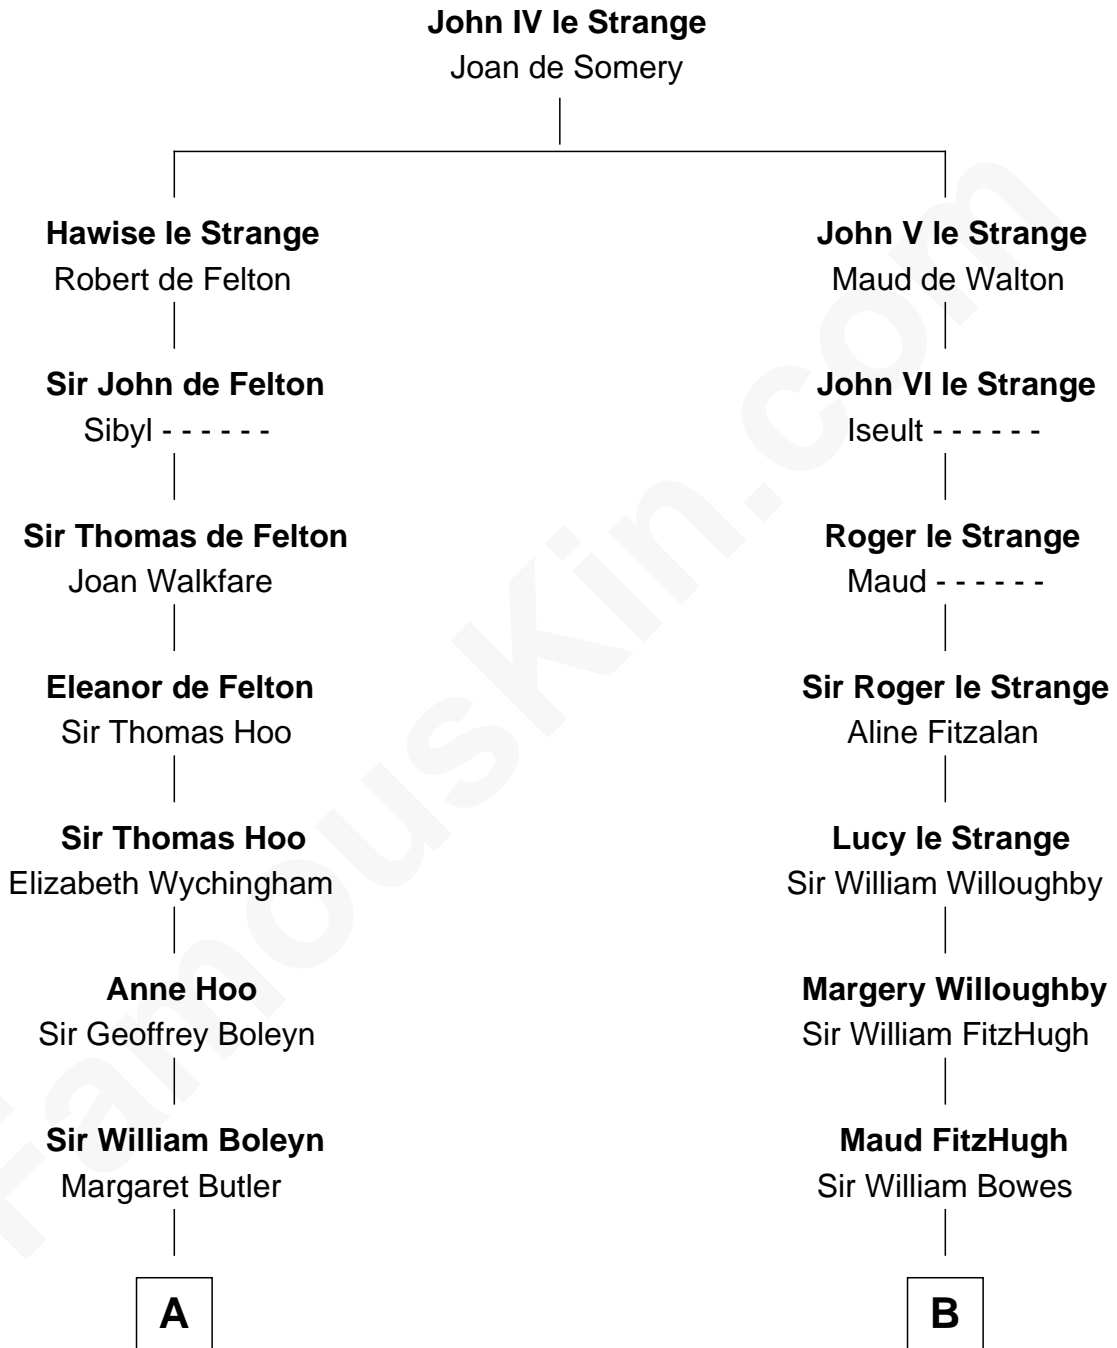 John IV le Strange
Joan de Somery
Hawise le Strange
Robert de Felton
John V le Strange
Maud de Walton
Sir John de Felton
Sibyl - - - - - -
John VI le Strange
Iseult - - - - - -
Sir Thomas de Felton
Joan Walkfare
Roger le Strange
Maud - - - - - -
Eleanor de Felton
Sir Thomas Hoo
Sir Roger le Strange
Aline Fitzalan
Sir Thomas Hoo
Elizabeth Wychingham
Lucy le Strange
Sir William Willoughby
Anne Hoo
Sir Geoffrey Boleyn
Margery Willoughby
Sir William FitzHugh
Sir William Boleyn
Margaret Butler
Maud FitzHugh
Sir William Bowes
A
B
FamousKin.com